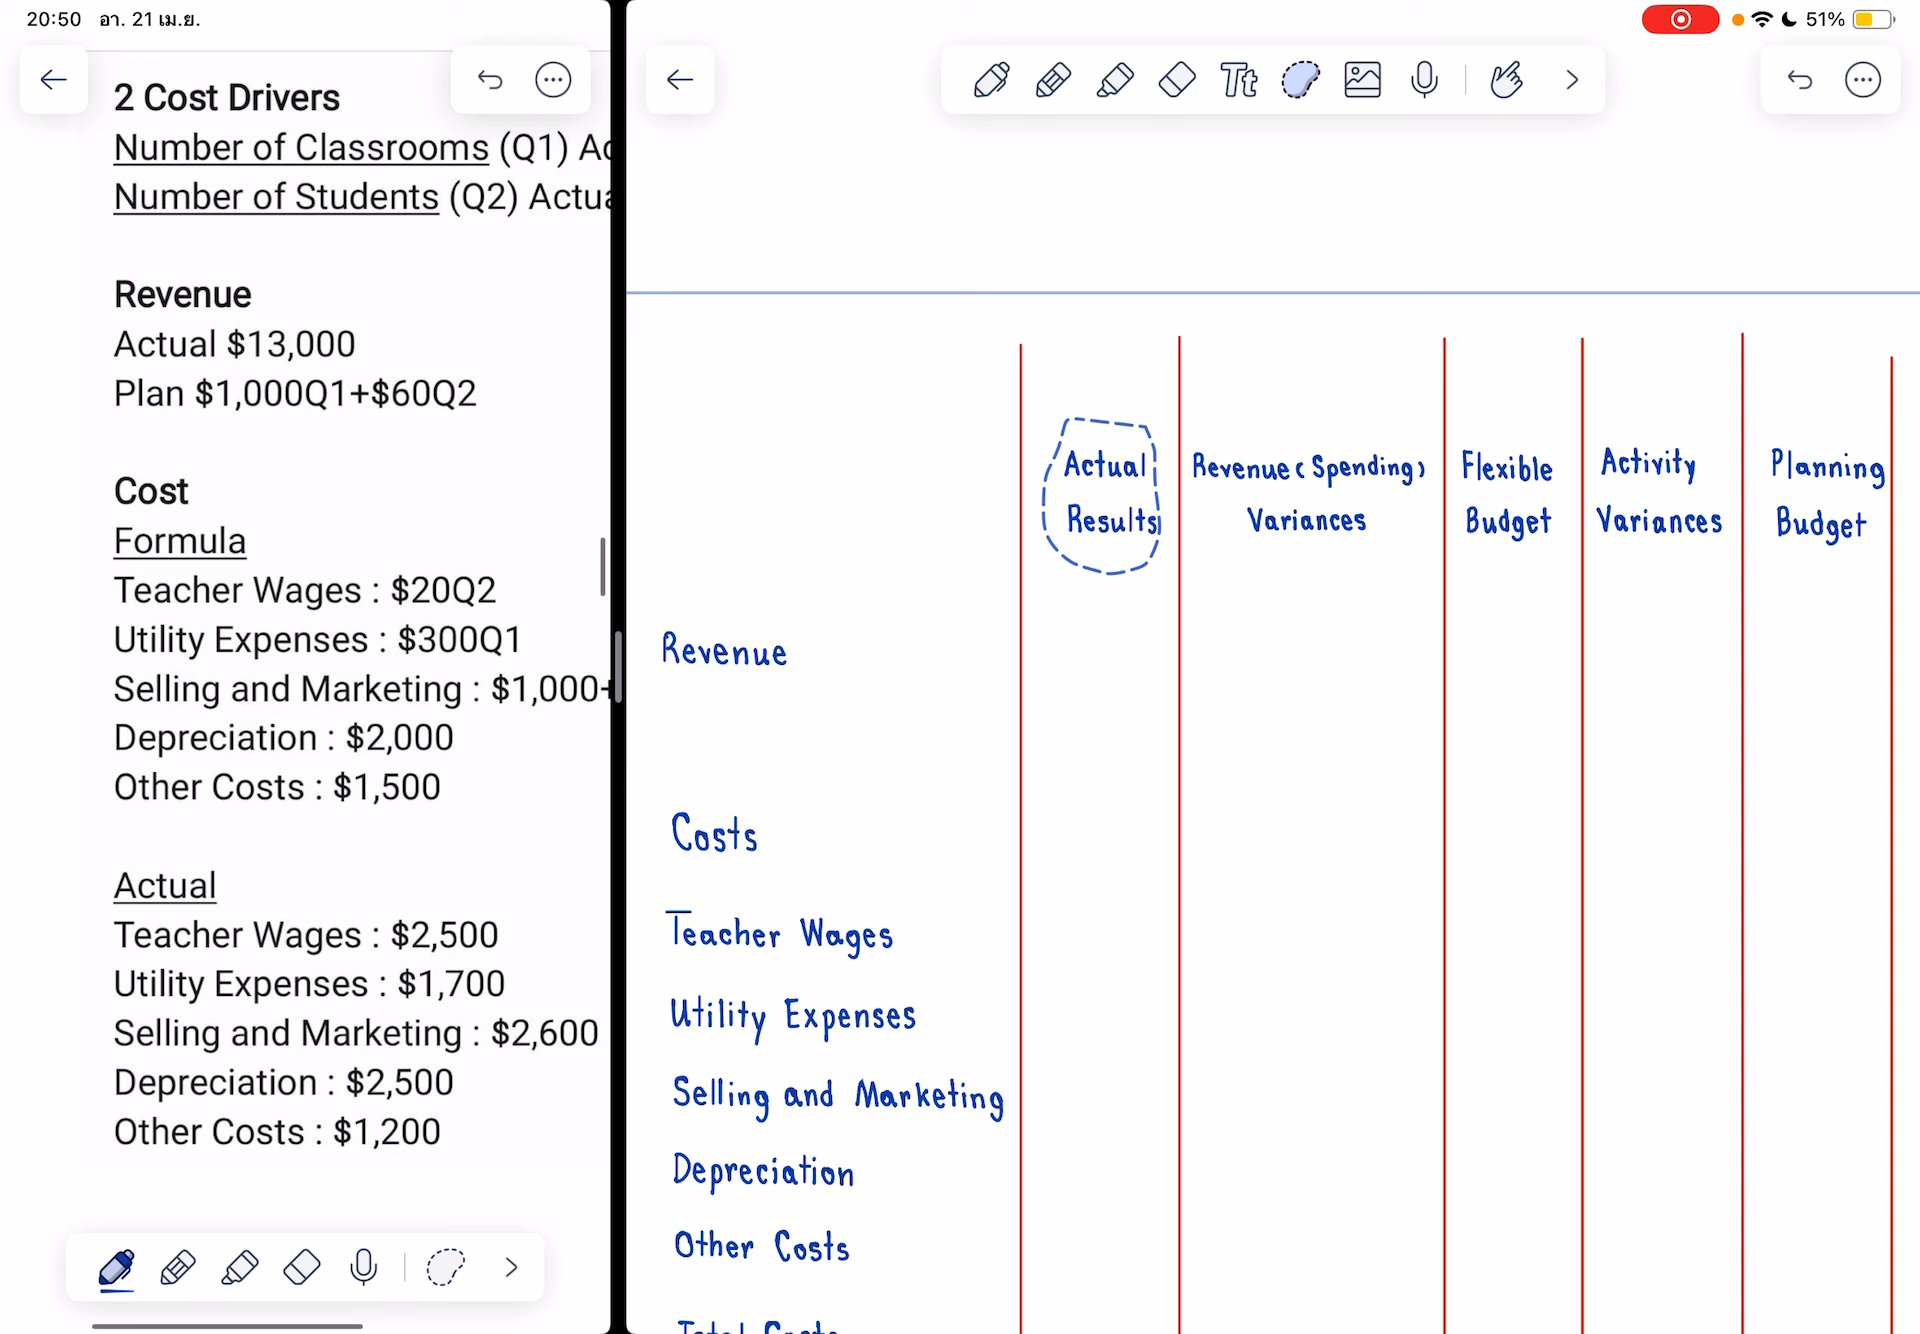 20:50 อา. 21 เม.ย.
51%
2 Cost Drivers
Number of Classrooms (Q1)
Number of Students (Q2)
Revenue
Actual $13,000
Plan $1,000Q1+$60Q2
Cost
Formula
Teacher Wages : $20Q2
Utility Expenses : $300Q1
Selling and Marketing : $1,000+
Depreciation : $2,000
Other Costs : $1,500
Actual
Teacher Wages : $2,500
Utility Expenses : $1,700
Selling and Marketing : $2,600
Depreciation : $2,500
Other Costs : $1,200
Tt
Actual Results
Revenue (Spending) Variances
Flexible Budget
Activity Variances
Planning Budget
Revenue
Costs
Teacher Wages
Utility Expenses
Selling and Marketing
Depreciation
Other Costs
Total Costs